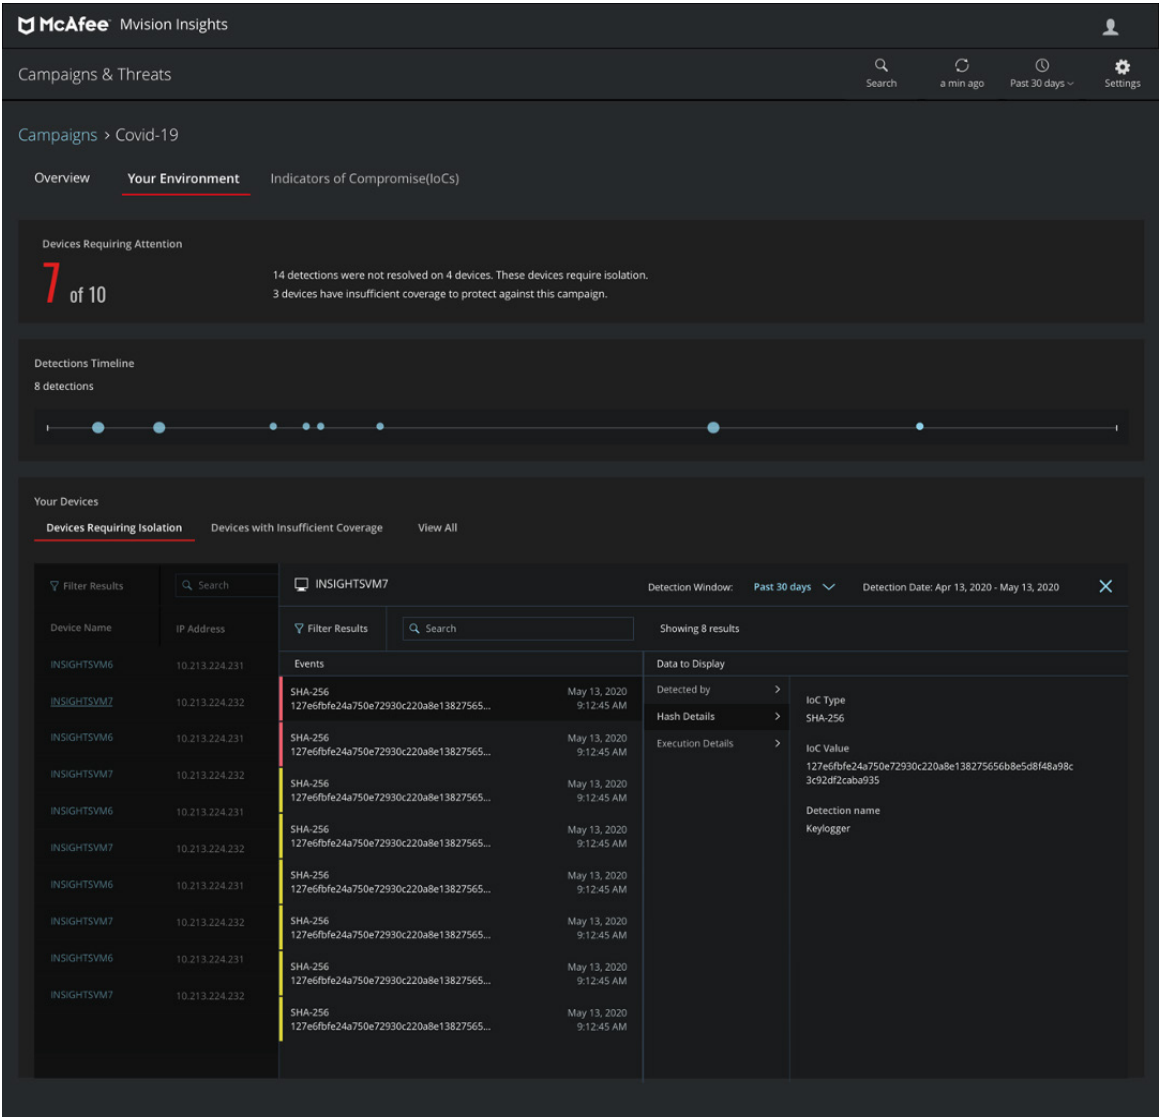 McAfee Mvision Insights
Campaigns & Threats
Search
a min ago
Past 30 days
Settings
Campaigns > Covid-19
Overview
Your Environment
Indicators of Compromise(IoCs)
Devices Requiring Attention
7 of 10
14 detections were not resolved on 4 devices. These devices require isolation.
3 devices have insufficient coverage to protect against this campaign.
Detections Timeline
8 detections
Your Devices
Devices Requiring Isolation
Devices with Insufficient Coverage
View All
Filter Results
Search
Device Name
IP Address
INSIGHTSVM6
10.213.224.231
INSIGHTSVM7
10.213.224.232
INSIGHTSVM6
10.213.224.231
INSIGHTSVM7
10.213.224.232
INSIGHTSVM6
10.213.224.231
INSIGHTSVM7
10.213.224.232
INSIGHTSVM6
10.213.224.231
INSIGHTSVM7
10.213.224.232
INSIGHTSVM6
10.213.224.231
INSIGHTSVM7
10.213.224.232
INSIGHTSVM7
Detection Window:
Past 30 days
Detection Date: Apr 13, 2020 - May 13, 2020
Filter Results
Search
Showing 8 results
Events
SHA-256 May 13, 2020
127e6fbfe24a750e72930c220a8e13827565... 9:12:45 AM
SHA-256 May 13, 2020
127e6fbfe24a750e72930c220a8e13827565... 9:12:45 AM
SHA-256 May 13, 2020
127e6fbfe24a750e72930c220a8e13827565... 9:12:45 AM
SHA-256 May 13, 2020
127e6fbfe24a750e72930c220a8e13827565... 9:12:45 AM
SHA-256 May 13, 2020
127e6fbfe24a750e72930c220a8e13827565... 9:12:45 AM
SHA-256 May 13, 2020
127e6fbfe24a750e72930c220a8e13827565... 9:12:45 AM
SHA-256 May 13, 2020
127e6fbfe24a750e72930c220a8e13827565... 9:12:45 AM
SHA-256 May 13, 2020
127e6fbfe24a750e72930c220a8e13827565... 9:12:45 AM
Data to Display
Detected by
Hash Details
Execution Details
IoC Type
SHA-256
IoC Value
127e6fbfe24a750e72930c220a8e138275656b8e5d8f48a98c
3c92df2caba935
Detection name
Keylogger